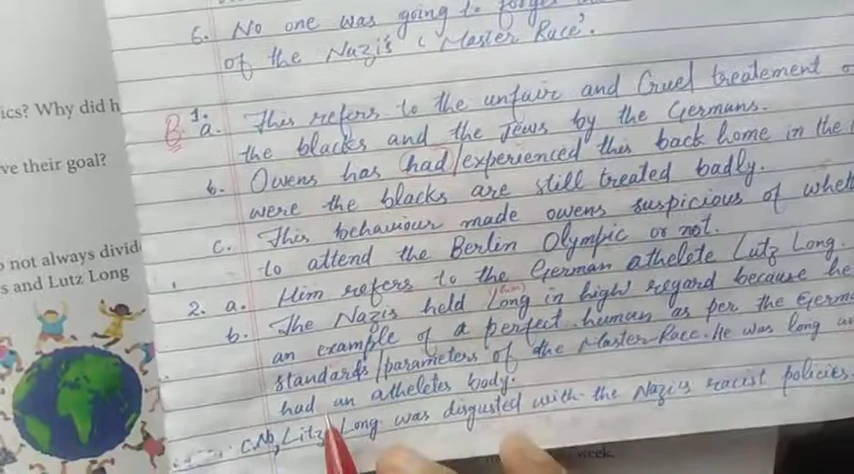 6. No one was going to forget
of the Nazi's 'Master Race'.
ics? Why did h
ve their goal?
o not always divid
s and Lutz Long
B. 1. a. This refers to the unfair and Cruel treatement
the blacks and the Jews by the Germans.
b. Owens has (had)/experienced this back home in the
were the blacks are still treated badly.
c. This behaviour made owens suspicious of
to attend the Berlin Olympic or not.
2. a. Him refers to the German athelete Lutz Long.
b. The Nazis held Long in high regard because he
an example of a perfect human as per the
standards/parameters of the Master Race. He was long
had an atheletes body.
c. No, Litz Long was disgusted with the Nazi's racist policies.
week.